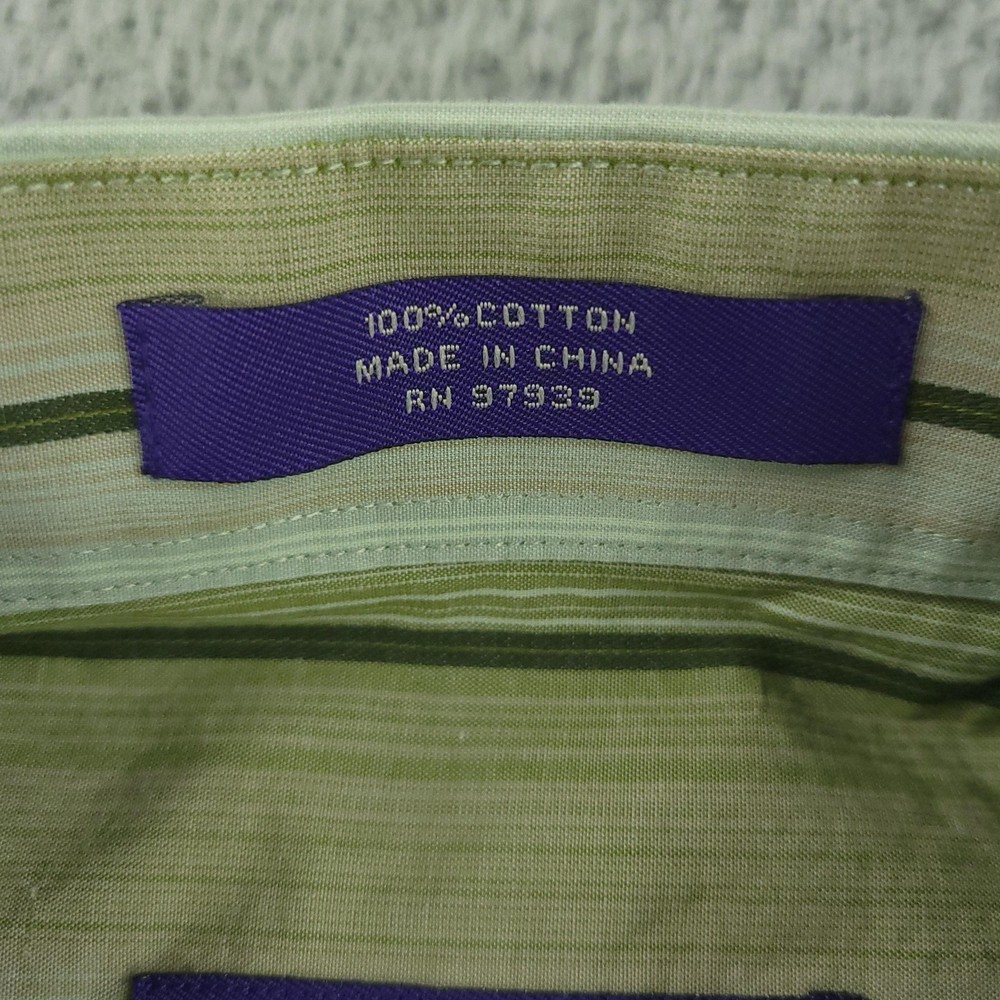 100% COTTON
MADE IN CHINA
RN 97939